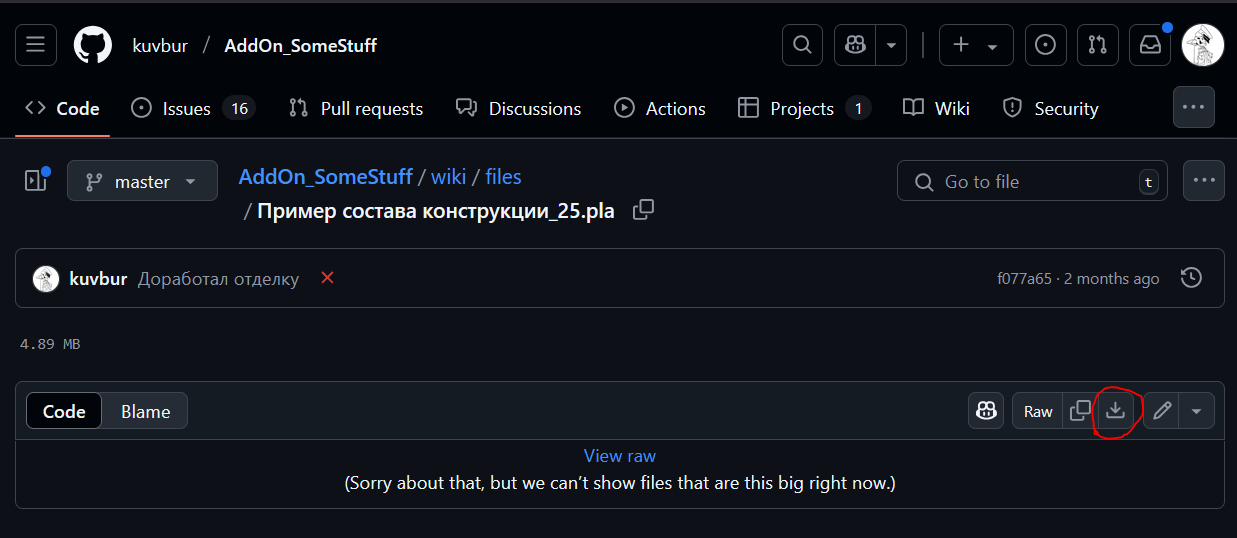 kuvbur / AddOn_SomeStuff
Code Issues 16 Pull requests Discussions Actions Projects 1 Wiki Security
master AddOn_SomeStuff / wiki / files Go to file t
/ Пример состава конструкции_25.pla
kuvbur Доработал отделку f077a65 · 2 months ago
4.89 MB
Code Blame Raw
View raw
(Sorry about that, but we can’t show files that are this big right now.)